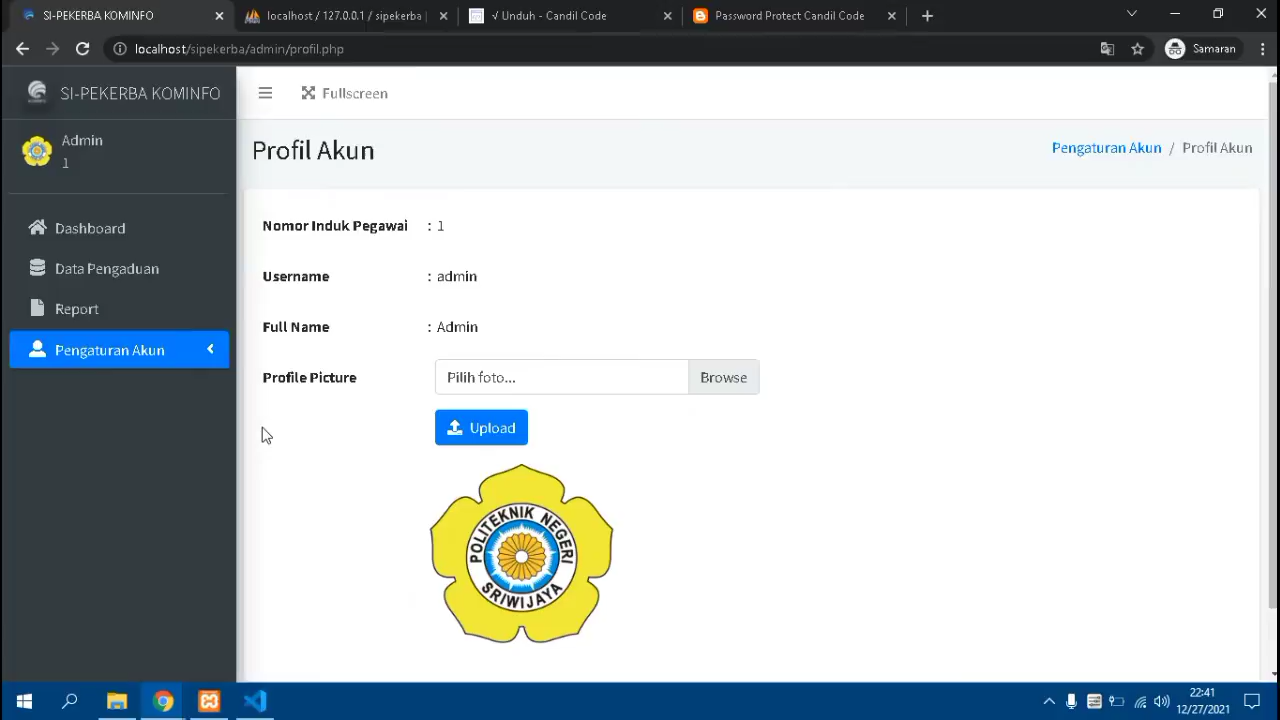 SI-PEKERBA KOMINFO
localhost / 127.0.0.1 / sipekerba |
√ Unduh - Candil Code
Password Protect Candil Code
localhost/sipekerba/admin/profil.php
Samaran
SI-PEKERBA KOMINFO
Fullscreen
Admin
1
Profil Akun
Pengaturan Akun / Profil Akun
Dashboard
Data Pengaduan
Report
Pengaturan Akun
Nomor Induk Pegawai : 1
Username : admin
Full Name : Admin
Profile Picture
Pilih foto...
Browse
Upload
POLITEKNIK NEGERI
SRIWIJAYA
22:41
12/27/2021